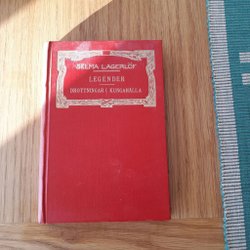 SELMA LAGERLÖF
LEGENDER
DROTTNINGAR I KUNGAHÄLLA